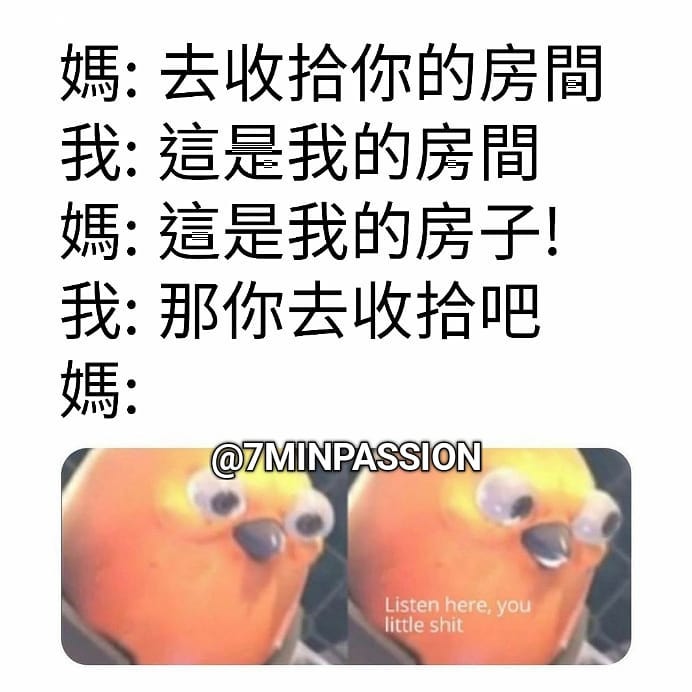 媽: 去收拾你的房間
我: 這是我的房間
媽: 這是我的房子!
我: 那你去收拾吧
媽:
@7MINPASSION
Listen here, you
little shit